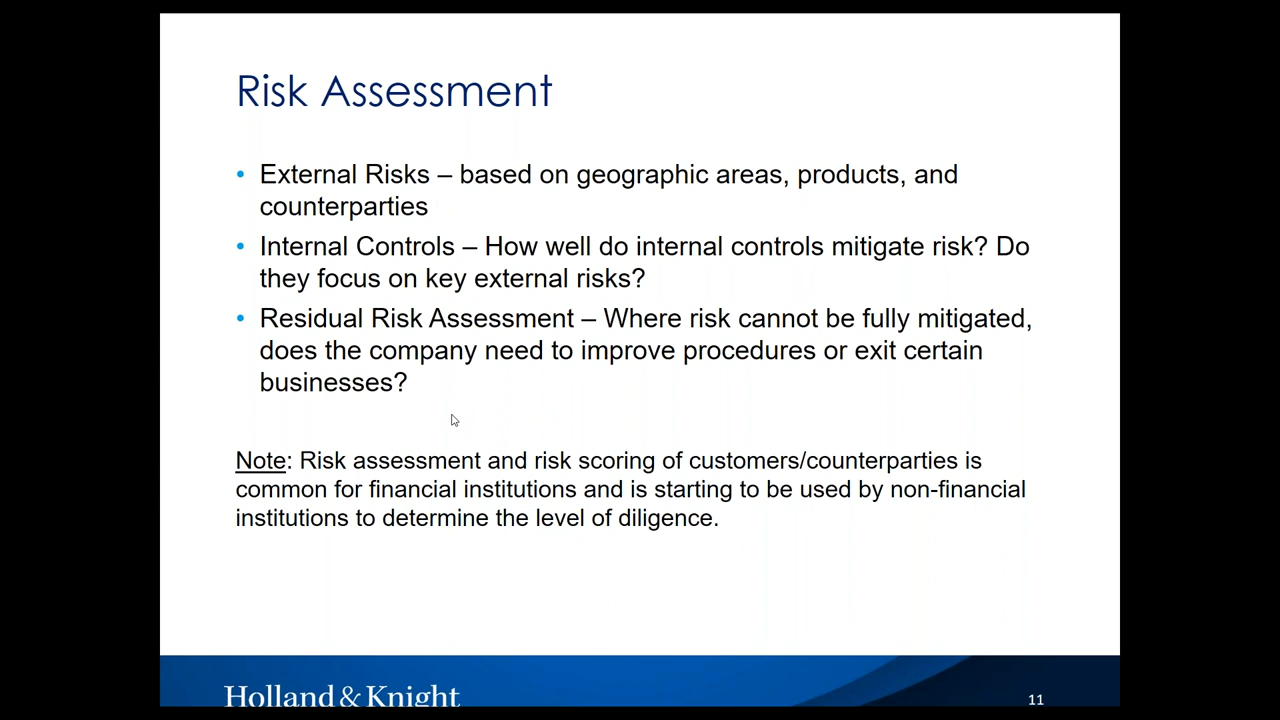 Risk Assessment
• External Risks – based on geographic areas, products, and
counterparties
• Internal Controls – How well do internal controls mitigate risk? Do
they focus on key external risks?
• Residual Risk Assessment – Where risk cannot be fully mitigated,
does the company need to improve procedures or exit certain
businesses?
Note: Risk assessment and risk scoring of customers/counterparties is
common for financial institutions and is starting to be used by non-financial
institutions to determine the level of diligence.
Holland & Knight
11